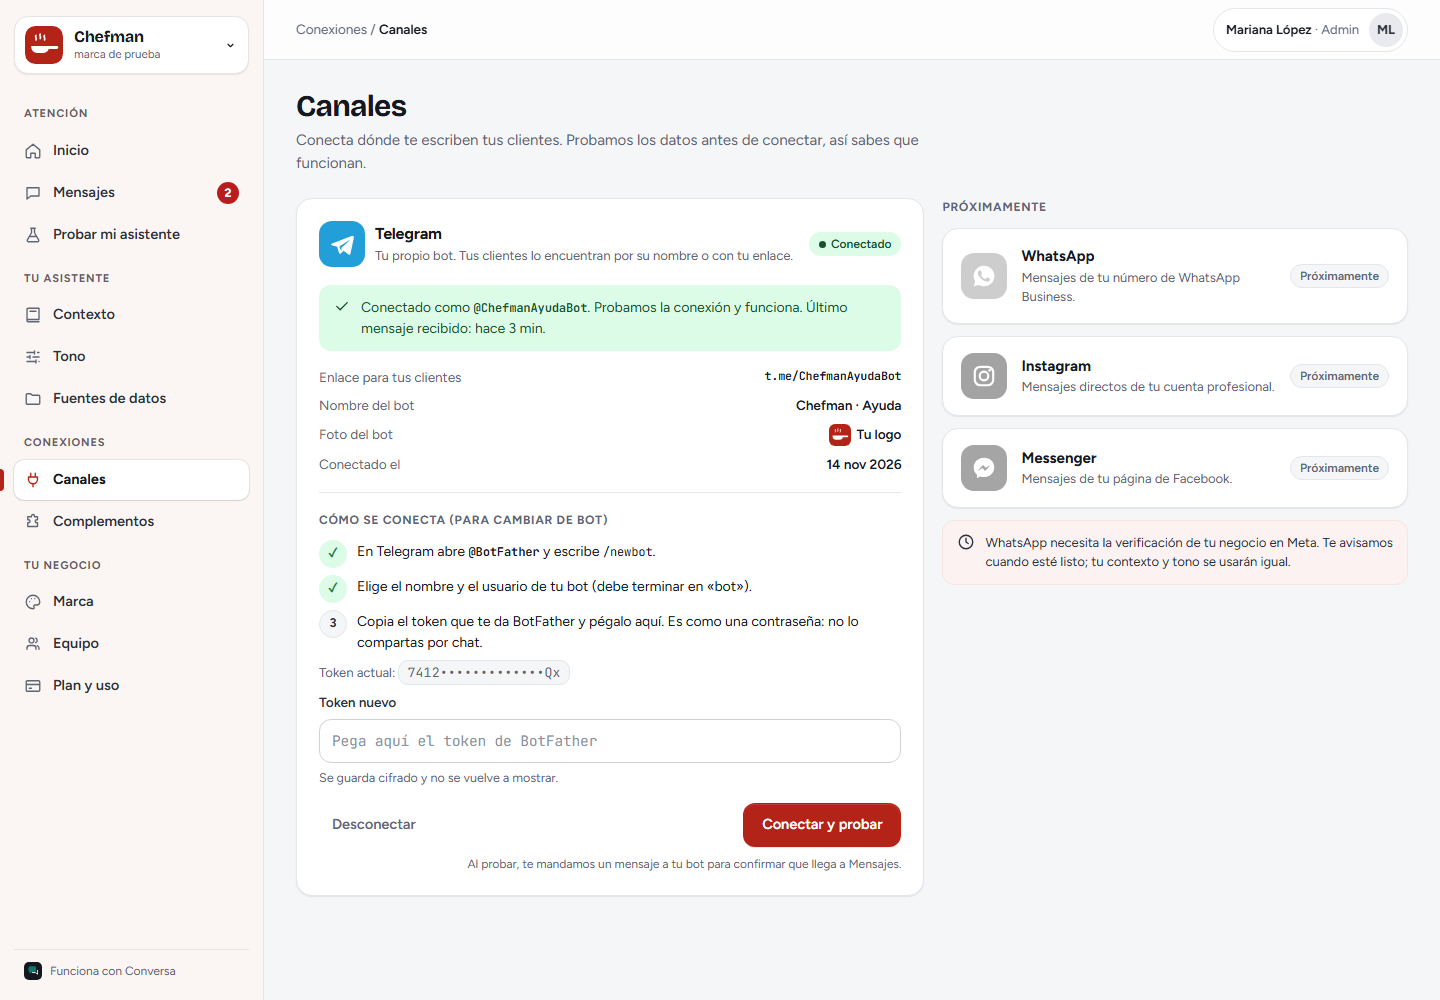 Chefman
marca de prueba
ATENCIÓN
Inicio
Mensajes
2
Probar mi asistente
TU ASISTENTE
Contexto
Tono
Fuentes de datos
CONEXIONES
Canales
Complementos
TU NEGOCIO
Marca
Equipo
Plan y uso
Funciona con Conversa
Conexiones / Canales
Mariana López · Admin
ML
Canales
Conecta dónde te escriben tus clientes. Probamos los datos antes de conectar, así sabes que
funcionan.
Telegram
Tu propio bot. Tus clientes lo encuentran por su nombre o con tu enlace.
Conectado
Conectado como @ChefmanAyudaBot. Probamos la conexión y funciona. Último
mensaje recibido: hace 3 min.
Enlace para tus clientes
t.me/ChefmanAyudaBot
Nombre del bot
Chefman · Ayuda
Foto del bot
Tu logo
Conectado el
14 nov 2026
CÓMO SE CONECTA (PARA CAMBIAR DE BOT)
En Telegram abre @BotFather y escribe /newbot.
Elige el nombre y el usuario de tu bot (debe terminar en «bot»).
3
Copia el token que te da BotFather y pégalo aquí. Es como una contraseña: no lo
compartas por chat.
Token actual: 7412•••••••••••••Qx
Token nuevo
Pega aquí el token de BotFather
Se guarda cifrado y no se vuelve a mostrar.
Desconectar
Conectar y probar
Al probar, te mandamos un mensaje a tu bot para confirmar que llega a Mensajes.
PRÓXIMAMENTE
WhatsApp
Mensajes de tu número de WhatsApp
Business.
Próximamente
Instagram
Mensajes directos de tu cuenta profesional.
Próximamente
Messenger
Mensajes de tu página de Facebook.
Próximamente
WhatsApp necesita la verificación de tu negocio en Meta. Te avisamos
cuando esté listo; tu contexto y tono se usarán igual.